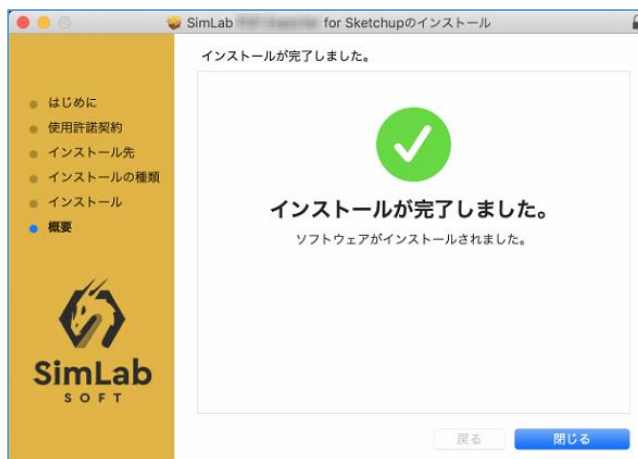 SimLab for Sketchupのインストール
インストールが完了しました。
はじめに
使用許諾契約
インストール先
インストールの種類
インストール
概要
インストールが完了しました。
ソフトウェアがインストールされました。
SimLab
SOFT
戻る
閉じる